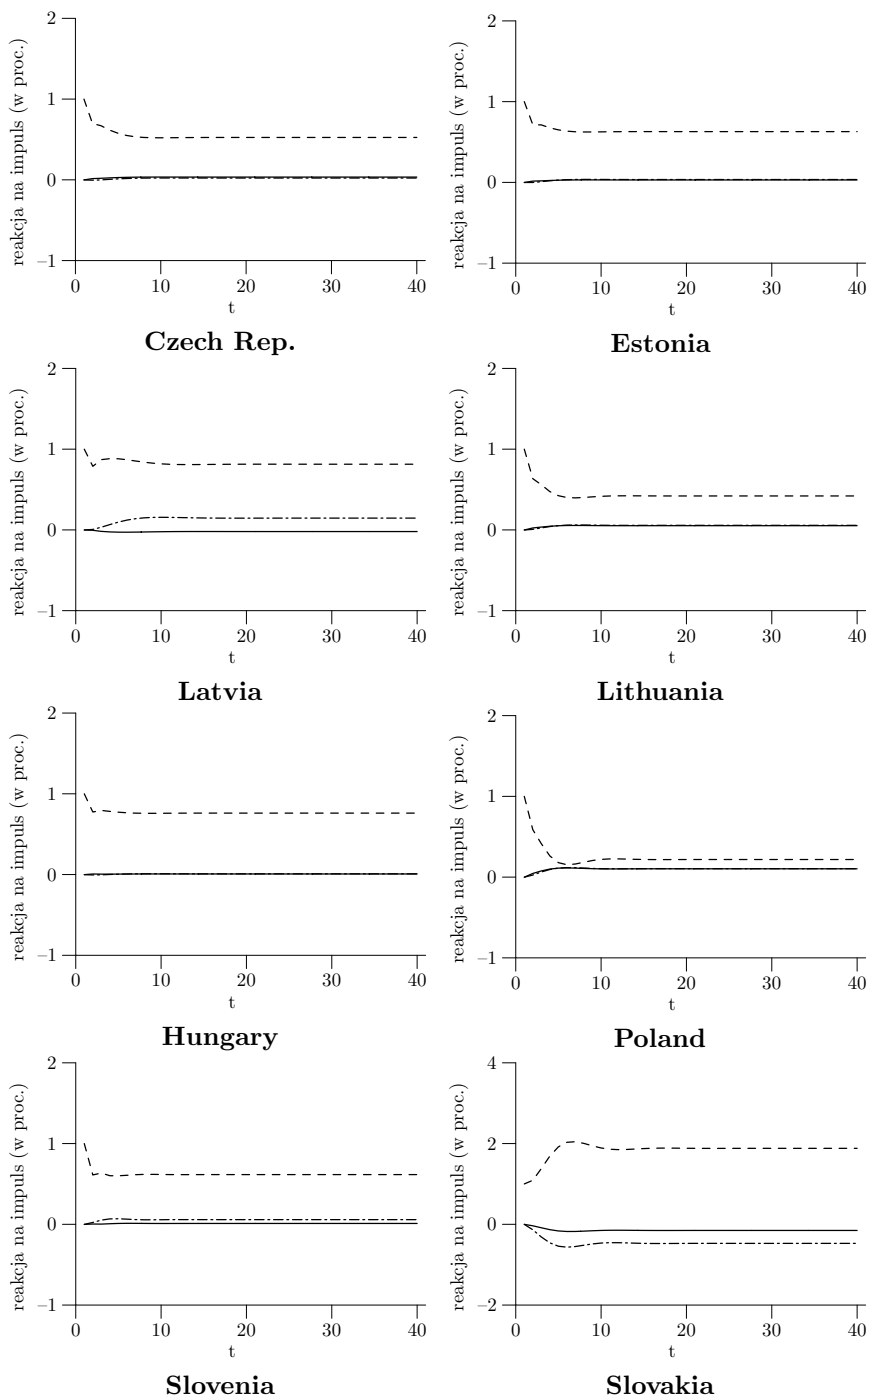 2
1
0
−1
reakcja na impuls (w proc.)
0 10 20 30 40
t
Czech Rep.
2
1
0
−1
reakcja na impuls (w proc.)
0 10 20 30 40
t
Estonia
2
1
0
−1
reakcja na impuls (w proc.)
0 10 20 30 40
t
Latvia
2
1
0
−1
reakcja na impuls (w proc.)
0 10 20 30 40
t
Lithuania
2
1
0
−1
reakcja na impuls (w proc.)
0 10 20 30 40
t
Hungary
2
1
0
−1
reakcja na impuls (w proc.)
0 10 20 30 40
t
Poland
2
1
0
−1
reakcja na impuls (w proc.)
0 10 20 30 40
t
Slovenia
4
2
0
−2
reakcja na impuls (w proc.)
0 10 20 30 40
t
Slovakia